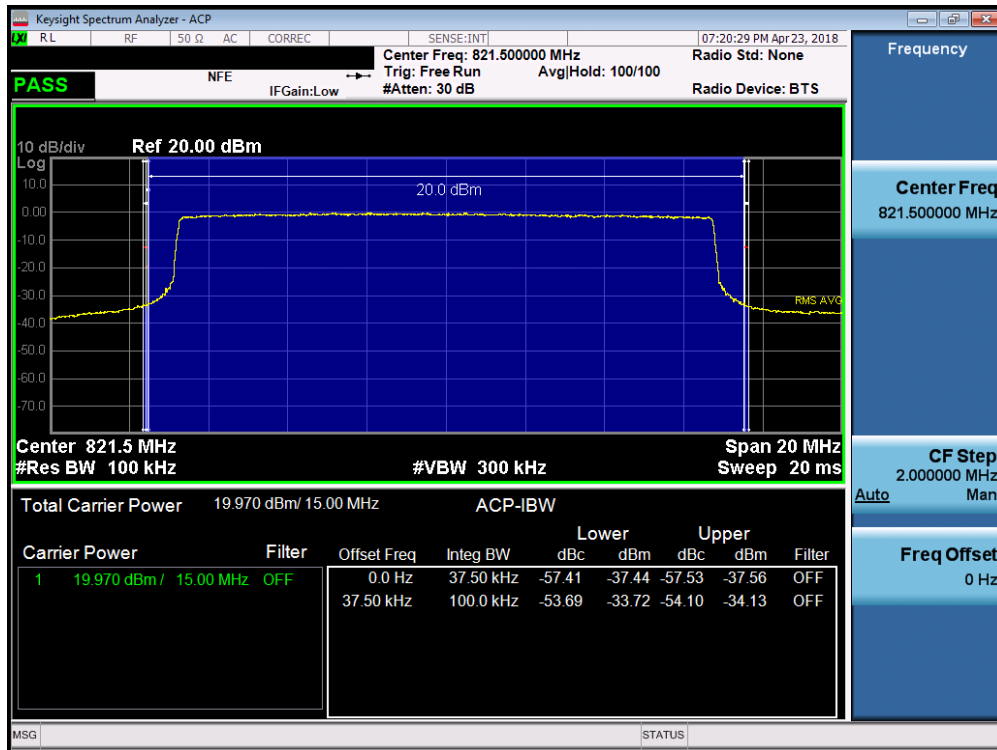 Keysight Spectrum Analyzer - ACP
LXI RL RF 50 Ω AC CORREC SENSE:INT 07:20:29 PM Apr 23, 2018
Center Freq: 821.500000 MHz Radio Std: None
NFE Trig: Free Run Avg|Hold: 100/100
PASS IFGain:Low #Atten: 30 dB Radio Device: BTS
10 dB/div Ref 20.00 dBm
Log
10.0
20.0 dBm
0.00
-10.0
-20.0
-30.0
RMS AVG
-40.0
-50.0
-60.0
-70.0
Center 821.5 MHz Span 20 MHz
#Res BW 100 kHz #VBW 300 kHz Sweep 20 ms
Total Carrier Power 19.970 dBm/ 15.00 MHz ACP-IBW
Lower Upper
Carrier Power Filter Offset Freq Integ BW dBc dBm dBc dBm Filter
1 19.970 dBm / 15.00 MHz OFF 0.0 Hz 37.50 kHz -57.41 -37.44 -57.53 -37.56 OFF
37.50 kHz 100.0 kHz -53.69 -33.72 -54.10 -34.13 OFF
MSG STATUS
Frequency
Center Freq
821.500000 MHz
CF Step
2.000000 MHz
Auto Man
Freq Offset
0 Hz